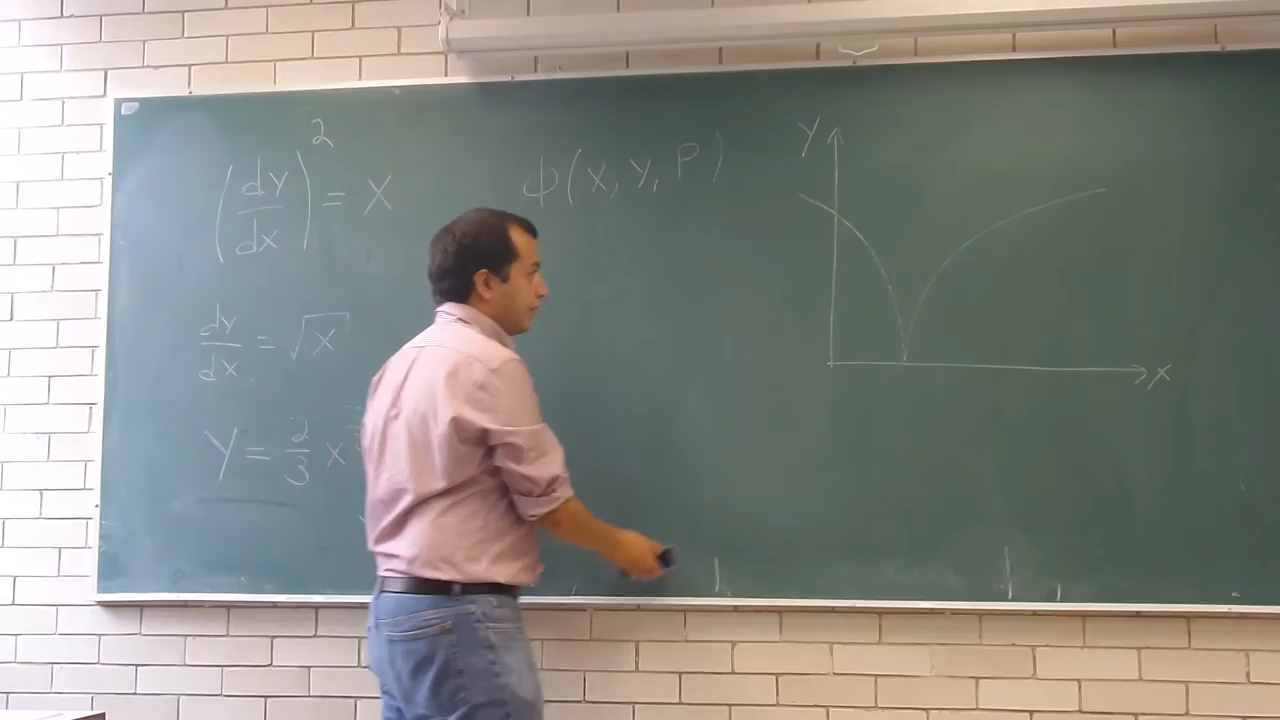 (dy/dx)² = x
dy/dx = √x
y = 2/3 x
ψ(x, y, p)
y
x